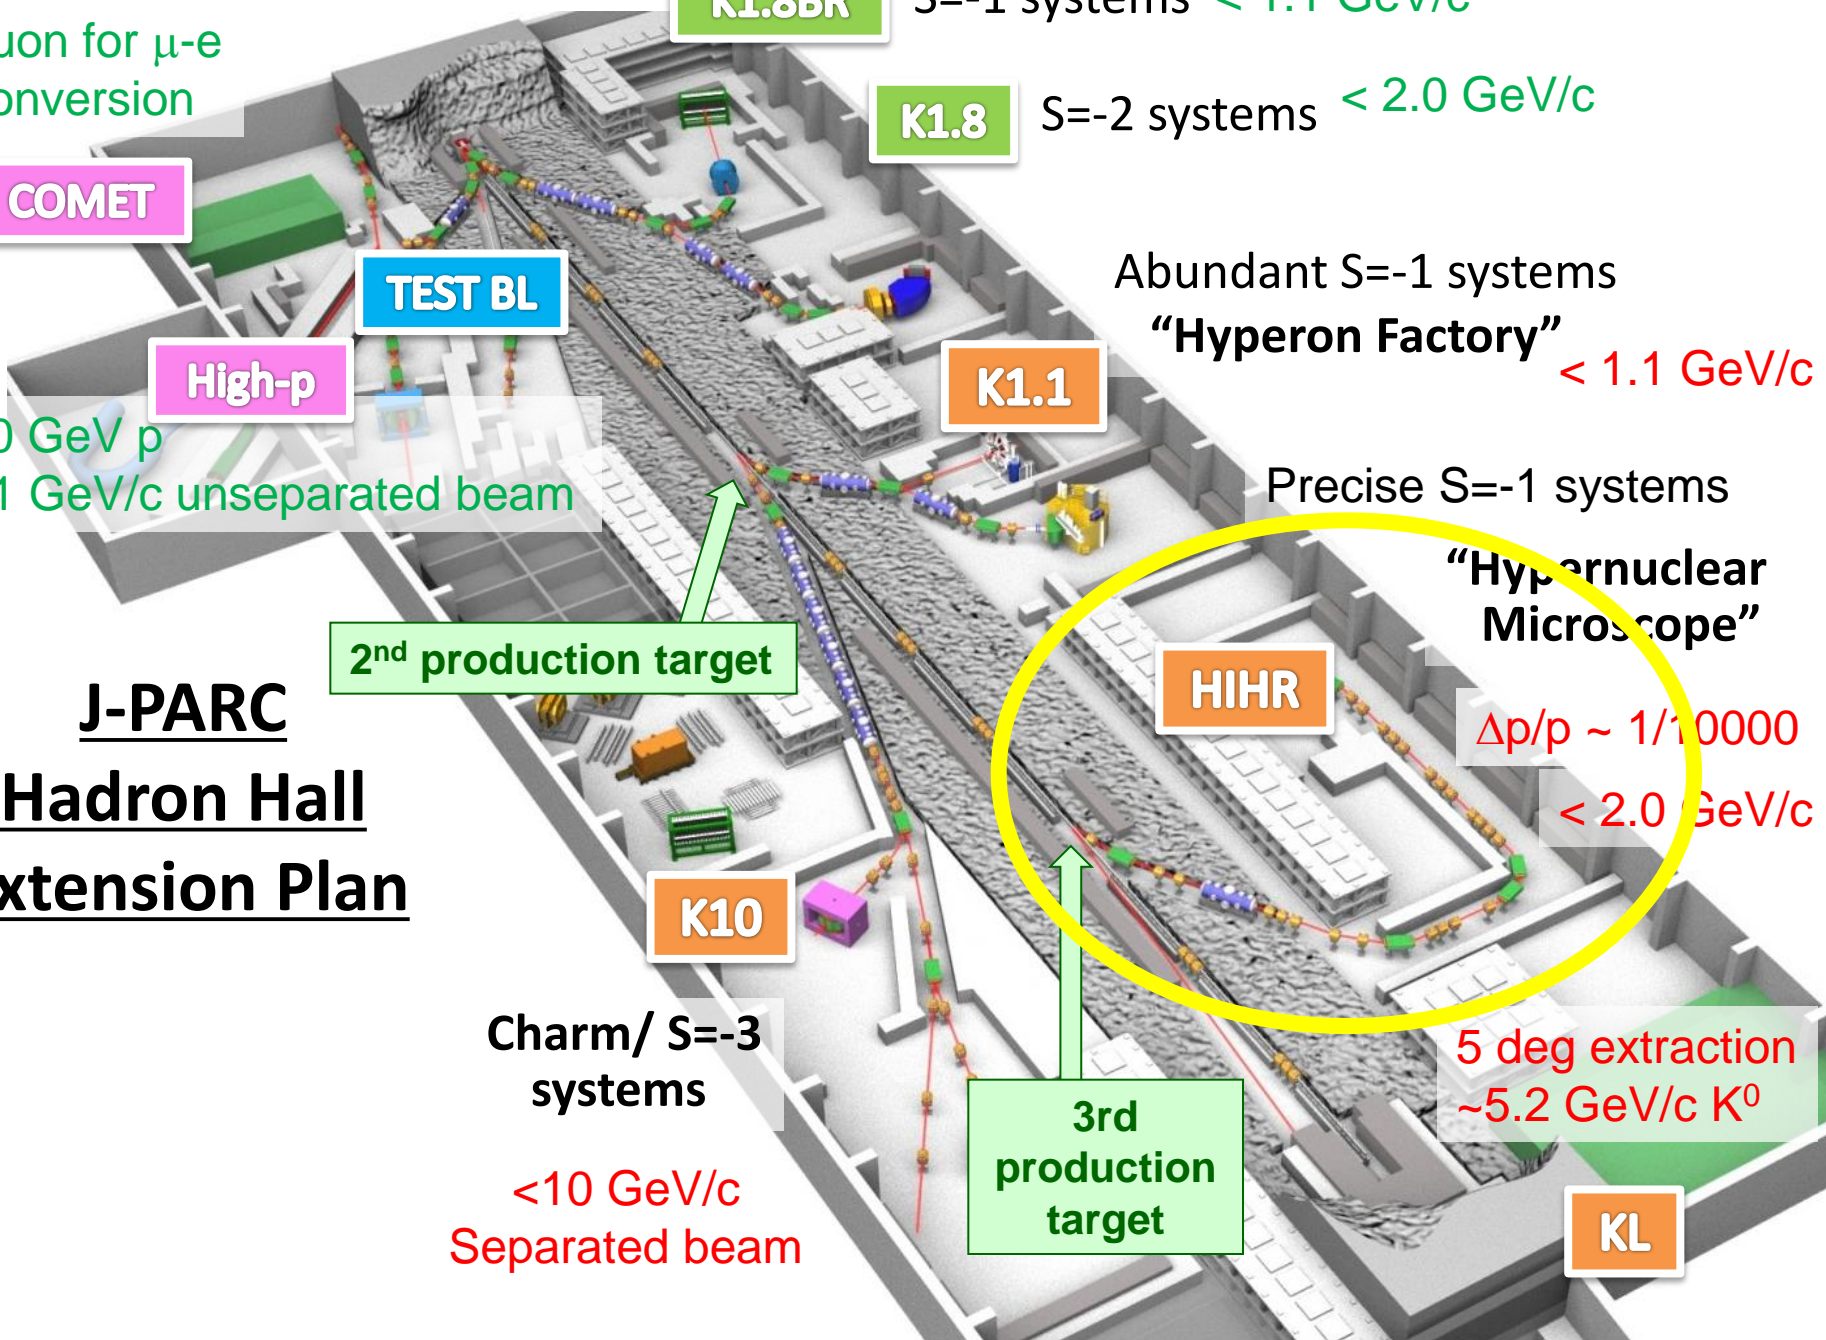 K1.8BR
S=-1 systems < 1.1 GeV/c
uon for μ-e
onversion
K1.8
S=-2 systems < 2.0 GeV/c
COMET
TEST BL
Abundant S=-1 systems
“Hyperon Factory”
< 1.1 GeV/c
High-p
K1.1
0 GeV p
1 GeV/c unseparated beam
Precise S=-1 systems
“Hypernuclear
Microscope”
2nd production target
HIHR
Δp/p ~ 1/10000
< 2.0 GeV/c
J-PARC
Hadron Hall
xtension Plan
K10
Charm/ S=-3
systems
<10 GeV/c
Separated beam
3rd
production
target
5 deg extraction
~5.2 GeV/c K⁰
KL